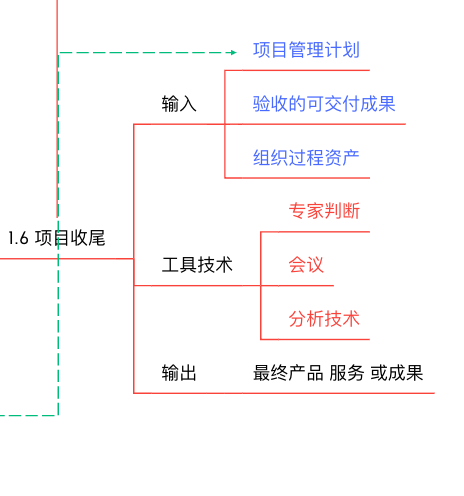 项目管理计划
输入
验收的可交付成果
组织过程资产
专家判断
1.6 项目收尾
工具技术
会议
分析技术
输出
最终产品 服务 或成果